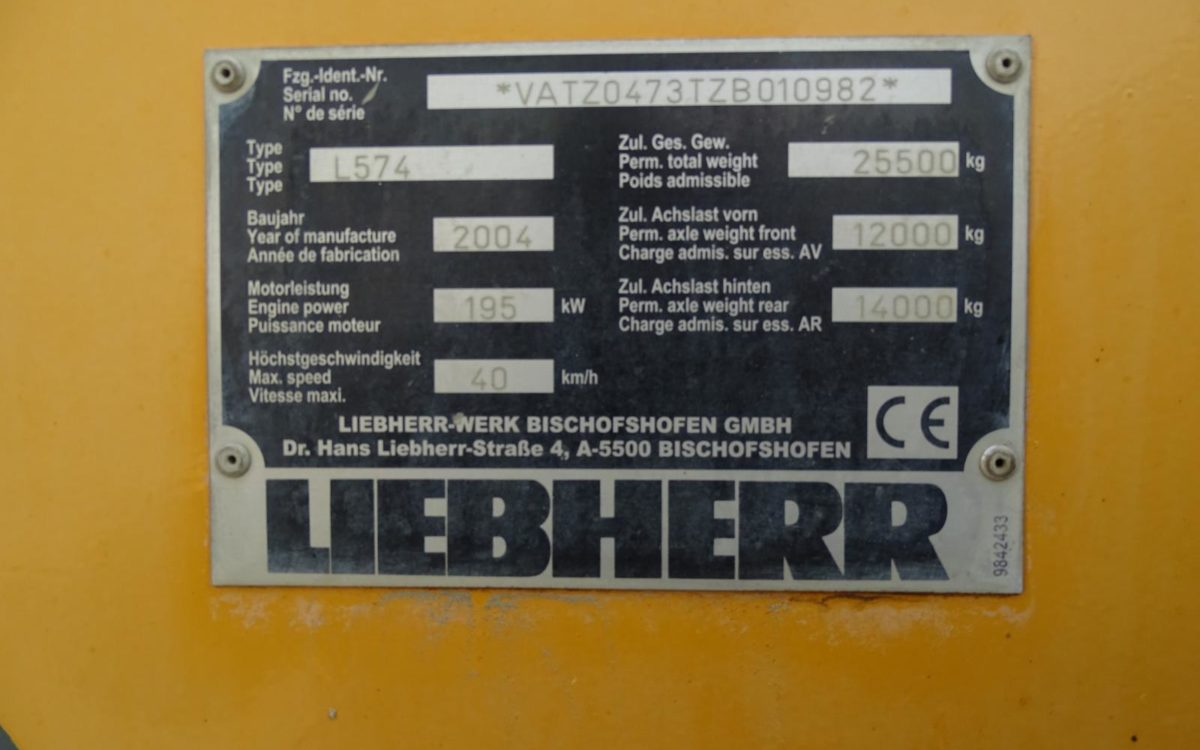 Fzg.-Ident.-Nr.
Serial no.
N° de série
*VATZ0473TZB010982*
Type
Type
Type
L574
Baujahr
Year of manufacture
Année de fabrication
2004
Motorleistung
Engine power
Puissance moteur
195 kW
Höchstgeschwindigkeit
Max. speed
Vitesse maxi.
40 km/h
Zul. Ges. Gew.
Perm. total weight
Poids admissible
25500 kg
Zul. Achslast vorn
Perm. axle weight front
Charge admis. sur ess. AV
12000 kg
Zul. Achslast hinten
Perm. axle weight rear
Charge admis. sur ess. AR
14000 kg
LIEBHERR-WERK BISCHOFSHOFEN GMBH
Dr. Hans Liebherr-Straße 4, A-5500 BISCHOFSHOFEN
CE
LIEBHERR
9842433